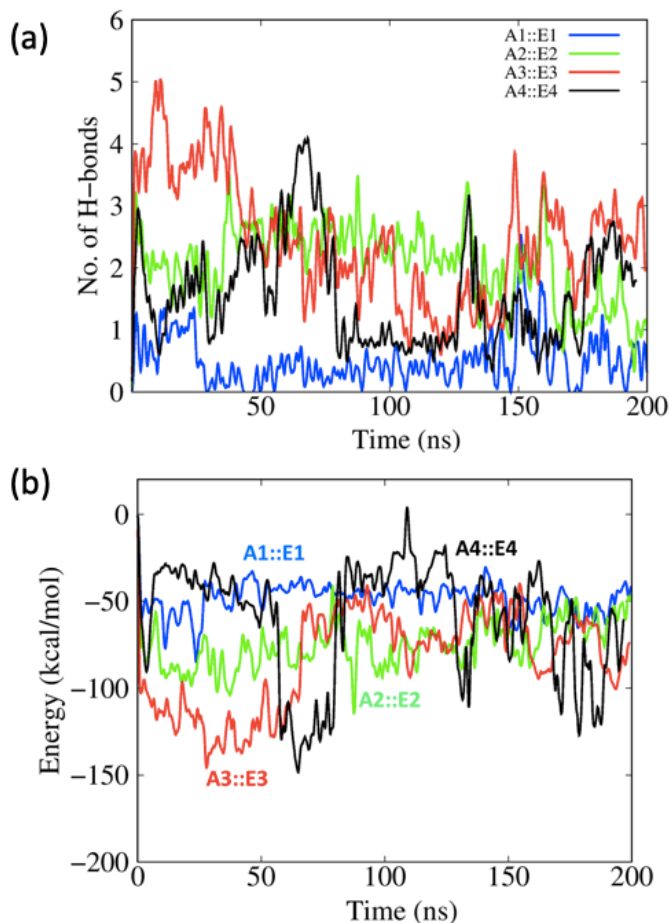 (a)
No. of H-bonds
6
5
4
3
2
1
0
A1::E1
A2::E2
A3::E3
A4::E4
50
100
150
200
Time (ns)
(b)
Energy (kcal/mol)
0
−50
−100
−150
−200
A1::E1
A4::E4
A2::E2
A3::E3
0
50
100
150
200
Time (ns)